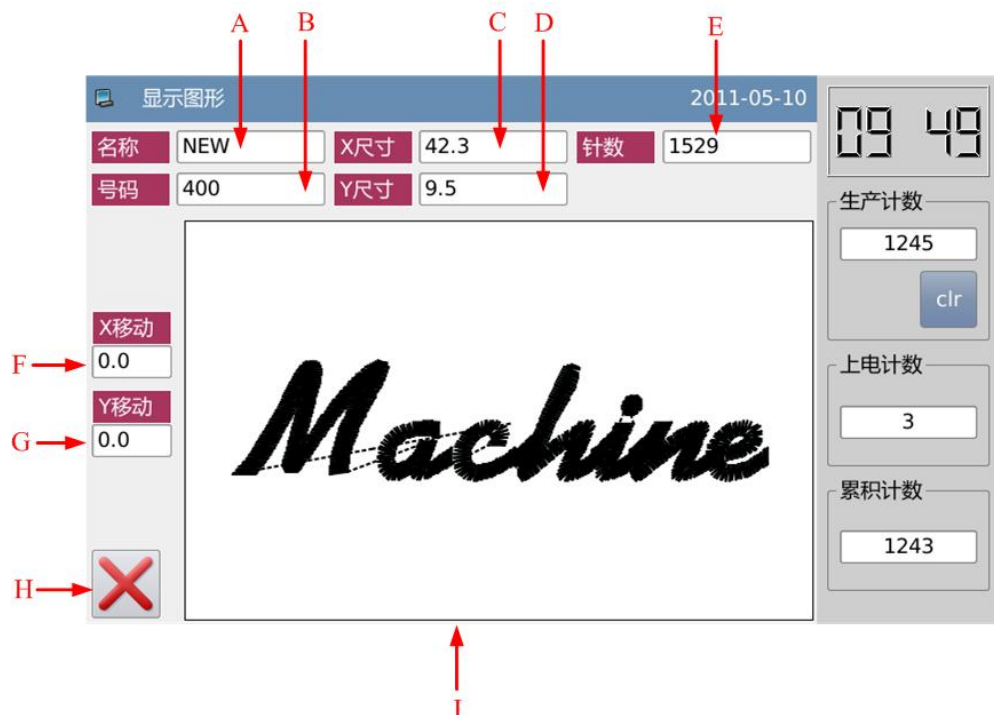 A B C D E
显示图形 2011-05-10
09 49
名称 NEW X尺寸 42.3 针数 1529
号码 400 Y尺寸 9.5
生产计数
1245
clr
X移动
F 0.0
上电计数
Y移动
3
G 0.0
Machine
累积计数
1243
H
I